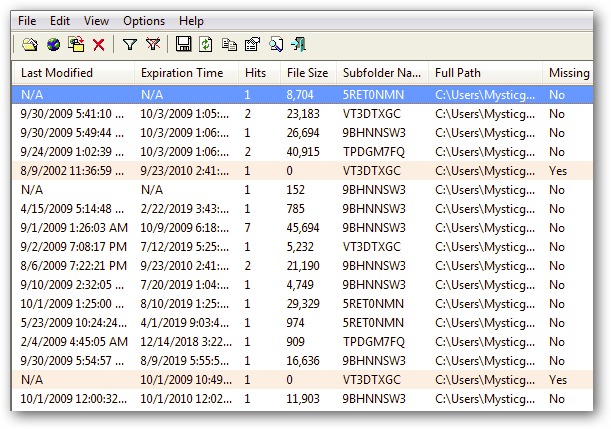 File Edit View Options Help
Last Modified Expiration Time Hits File Size Subfolder Na... Full Path Missing
N/A N/A 1 8,704 5RET0NMN C:\Users\Mysticg... No
9/30/2009 5:41:10 ... 10/3/2009 1:05:... 2 23,183 VT3DTXGC C:\Users\Mysticg... No
9/30/2009 5:49:44 ... 10/3/2009 1:06:... 1 26,694 9BHNNSW3 C:\Users\Mysticg... No
9/24/2009 1:02:39 ... 10/3/2009 1:06:... 2 40,915 TPDGM7FQ C:\Users\Mysticg... No
8/9/2002 11:36:59 ... 9/23/2010 2:41:... 1 0 VT3DTXGC C:\Users\Mysticg... Yes
N/A N/A 1 152 9BHNNSW3 C:\Users\Mysticg... No
4/15/2009 5:14:48 ... 2/22/2019 3:43:... 1 785 9BHNNSW3 C:\Users\Mysticg... No
9/1/2009 1:26:03 AM 10/9/2009 6:18:... 7 45,694 9BHNNSW3 C:\Users\Mysticg... No
9/2/2009 7:08:17 PM 7/12/2019 5:25:... 1 5,232 VT3DTXGC C:\Users\Mysticg... No
8/6/2009 7:22:21 PM 9/23/2010 2:41:... 2 21,190 9BHNNSW3 C:\Users\Mysticg... No
9/10/2009 2:32:05 ... 7/20/2019 1:04:... 1 4,749 9BHNNSW3 C:\Users\Mysticg... No
10/1/2009 1:25:00 ... 8/10/2019 1:25:... 1 29,329 5RET0NMN C:\Users\Mysticg... No
5/23/2009 10:24:24... 4/1/2019 9:03:4... 1 974 5RET0NMN C:\Users\Mysticg... No
2/4/2009 4:45:05 AM 12/14/2018 3:22... 1 909 TPDGM7FQ C:\Users\Mysticg... No
9/30/2009 5:54:57 ... 8/9/2019 5:55:5... 1 16,636 9BHNNSW3 C:\Users\Mysticg... No
N/A 10/1/2009 10:49... 1 0 VT3DTXGC C:\Users\Mysticg... Yes
10/1/2009 12:00:32... 10/1/2010 12:02... 1 11,903 9BHNNSW3 C:\Users\Mysticg... No